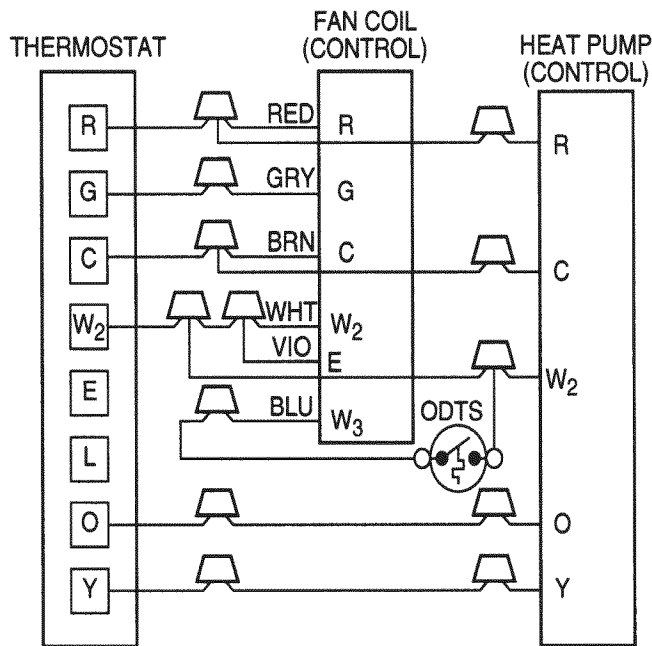 THERMOSTAT
FAN COIL
(CONTROL)
HEAT PUMP
(CONTROL)
R
RED
R
R
G
GRY
G
C
BRN
C
C
W2
WHT
W2
VIO
E
W2
E
BLU
W3
ODTS
L
O
O
Y
Y